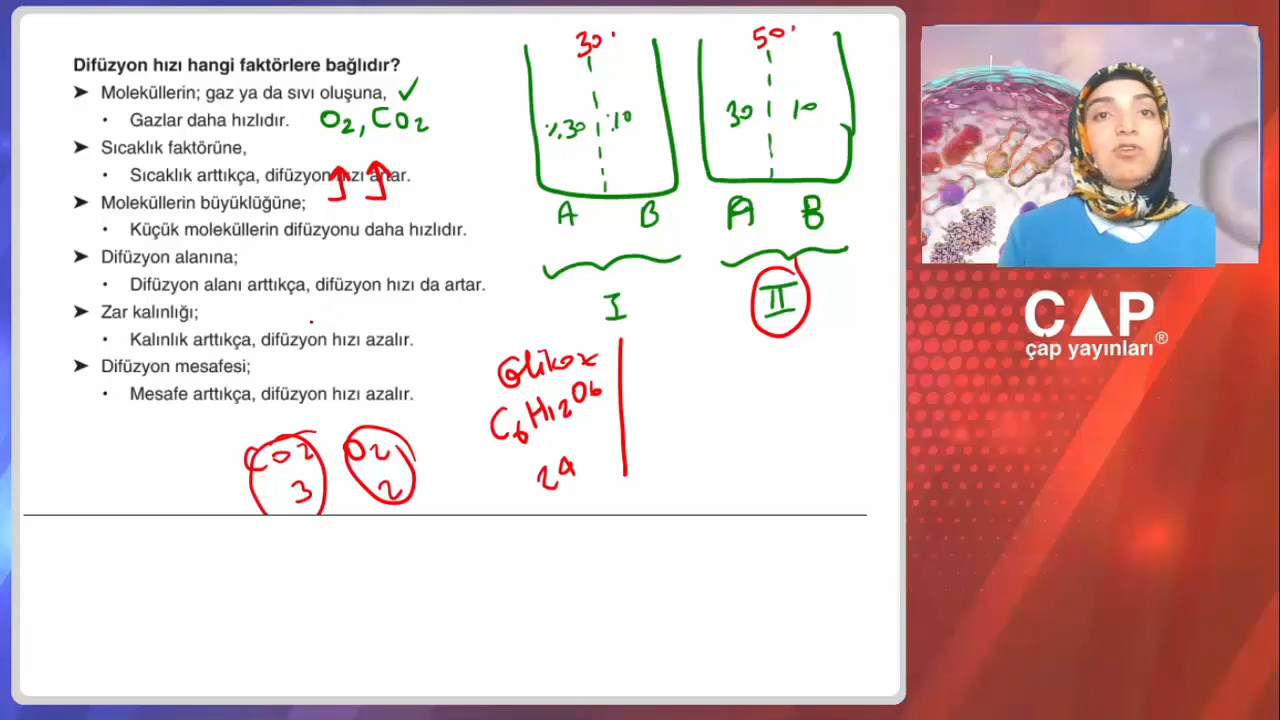 Difüzyon hızı hangi faktörlere bağlıdır?
➤ Moleküllerin; gaz ya da sıvı oluşuna,
• Gazlar daha hızlıdır. O2, CO2
➤ Sıcaklık faktörüne,
• Sıcaklık arttıkça, difüzyon hızı artar.
➤ Moleküllerin büyüklüğüne;
• Küçük moleküllerin difüzyonu daha hızlıdır.
➤ Difüzyon alanına;
• Difüzyon alanı arttıkça, difüzyon hızı da artar.
➤ Zar kalınlığı;
• Kalınlık arttıkça, difüzyon hızı azalır.
➤ Difüzyon mesafesi;
• Mesafe arttıkça, difüzyon hızı azalır.
CO2 O2
3 2
30°
%30 %10
A B
I
50°
30 10
A B
II
Glikoz
C6H12O6
24
ÇAP
çap yayınları®